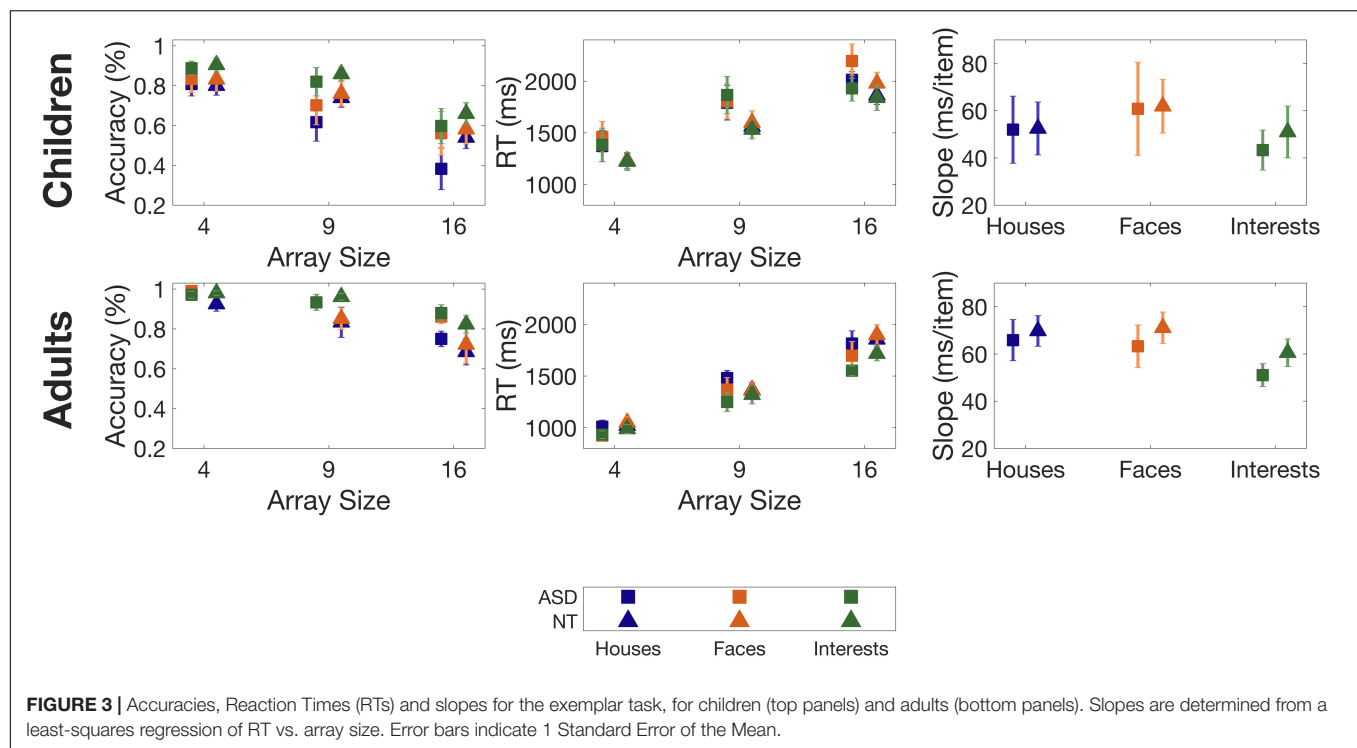 Children
Accuracy (%)
1
0.8
0.6
0.4
0.2
4 9 16
Array Size
RT (ms)
2000
1500
1000
4 9 16
Array Size
Slope (ms/item)
80
60
40
20
Houses Faces Interests
Adults
Accuracy (%)
1
0.8
0.6
0.4
0.2
4 9 16
Array Size
RT (ms)
2000
1500
1000
4 9 16
Array Size
Slope (ms/item)
80
60
40
20
Houses Faces Interests
ASD
NT
Houses Faces Interests
FIGURE 3 | Accuracies, Reaction Times (RTs) and slopes for the exemplar task, for children (top panels) and adults (bottom panels). Slopes are determined from a
least-squares regression of RT vs. array size. Error bars indicate 1 Standard Error of the Mean.